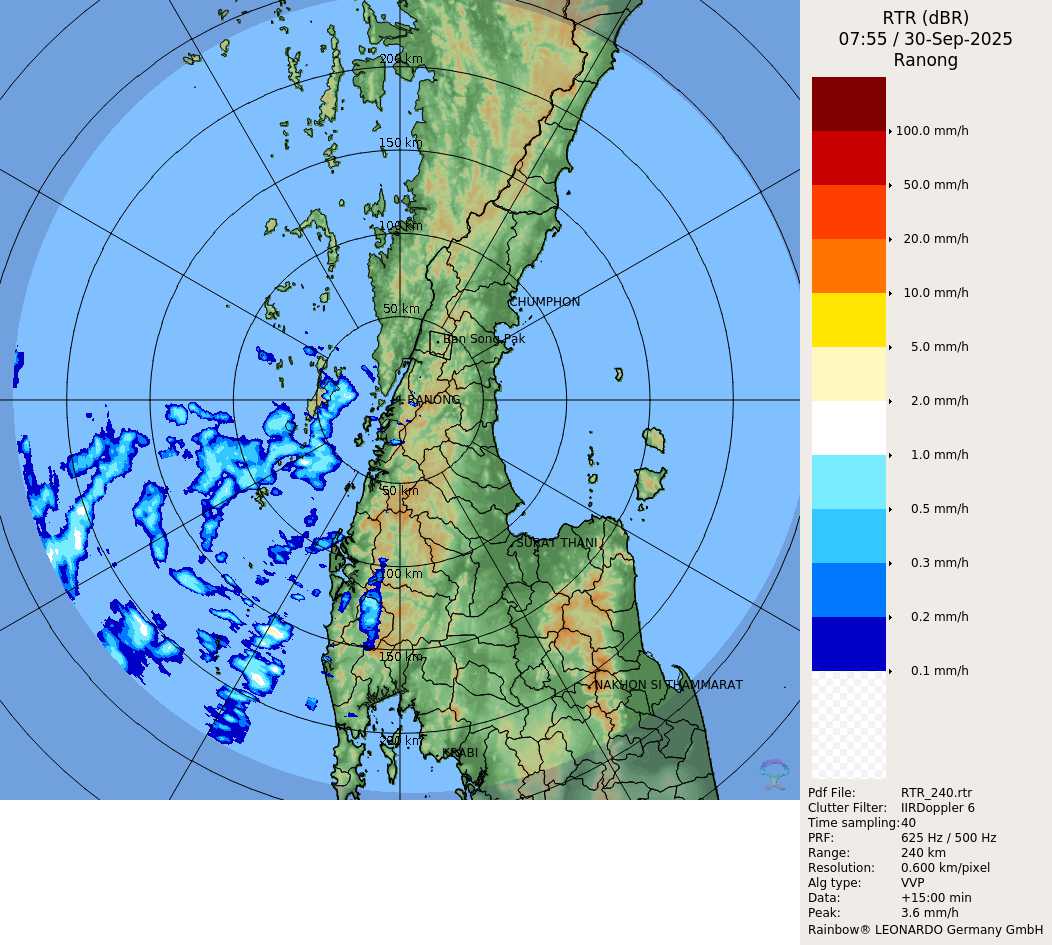 RTR (dBR)
07:55 / 30-Sep-2025
Ranong
200 km
150 km
100 km
50 km
CHUMPHON
Ban Song Pak
RANONG
50 km
SURAT THANI
100 km
150 km
NAKHON SI THAMMARAT
200 km
KRABI
100.0 mm/h
50.0 mm/h
20.0 mm/h
10.0 mm/h
5.0 mm/h
2.0 mm/h
1.0 mm/h
0.5 mm/h
0.3 mm/h
0.2 mm/h
0.1 mm/h
Pdf File: RTR_240.rtr
Clutter Filter: IIRDoppler 6
Time sampling:40
PRF: 625 Hz / 500 Hz
Range: 240 km
Resolution: 0.600 km/pixel
Alg type: VVP
Data: +15:00 min
Peak: 3.6 mm/h
Rainbow® LEONARDO Germany GmbH